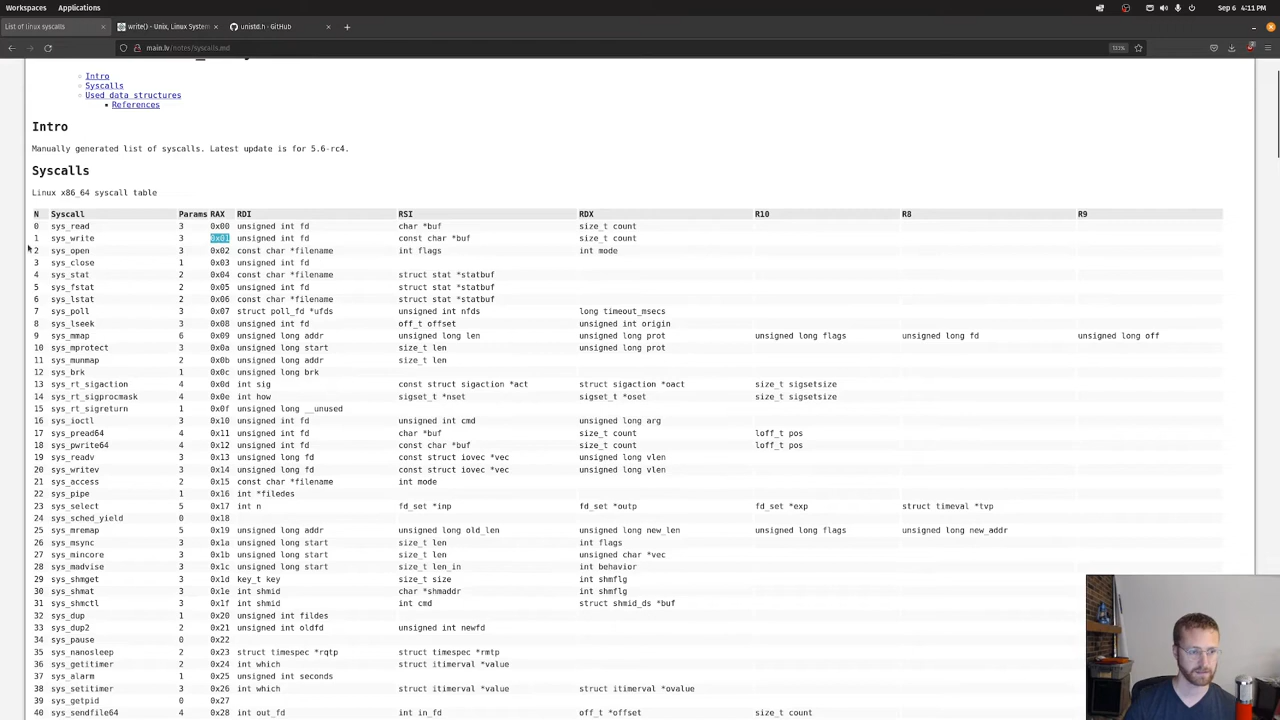 Workspaces Applications Sep 6 4:11 PM
List of linux syscalls × write() - Unix, Linux System × unistd.h · GitHub × +
main.lv/notes/syscalls.md
Intro
Syscalls
Used data structures
References
Intro
Manually generated list of syscalls. Latest update is for 5.6-rc4.
Syscalls
Linux x86_64 syscall table
N Syscall Params RAX RDI RSI RDX R10 R8 R9
0 sys_read 3 0x00 unsigned int fd char *buf size_t count
1 sys_write 3 0x01 unsigned int fd const char *buf size_t count
2 sys_open 3 0x02 const char *filename int flags int mode
3 sys_close 1 0x03 unsigned int fd
4 sys_stat 2 0x04 const char *filename struct stat *statbuf
5 sys_fstat 2 0x05 unsigned int fd struct stat *statbuf
6 sys_lstat 2 0x06 const char *filename struct stat *statbuf
7 sys_poll 3 0x07 struct poll_fd *ufds unsigned int nfds long timeout_msecs
8 sys_lseek 3 0x08 unsigned int fd off_t offset unsigned int origin
9 sys_mmap 6 0x09 unsigned long addr unsigned long len unsigned long prot unsigned long flags unsigned long fd unsigned long off
10 sys_mprotect 3 0x0a unsigned long start size_t len unsigned long prot
11 sys_munmap 2 0x0b unsigned long addr size_t len
12 sys_brk 1 0x0c unsigned long brk
13 sys_rt_sigaction 4 0x0d int sig const struct sigaction *act struct sigaction *oact size_t sigsetsize
14 sys_rt_sigprocmask 4 0x0e int how sigset_t *nset sigset_t *oset size_t sigsetsize
15 sys_rt_sigreturn 1 0x0f unsigned long __unused
16 sys_ioctl 3 0x10 unsigned int fd unsigned int cmd unsigned long arg
17 sys_pread64 4 0x11 unsigned int fd char *buf size_t count loff_t pos
18 sys_pwrite64 4 0x12 unsigned int fd const char *buf size_t count loff_t pos
19 sys_readv 3 0x13 unsigned long fd const struct iovec *vec unsigned long vlen
20 sys_writev 3 0x14 unsigned long fd const struct iovec *vec unsigned long vlen
21 sys_access 2 0x15 const char *filename int mode
22 sys_pipe 1 0x16 int *filedes
23 sys_select 5 0x17 int n fd_set *inp fd_set *outp fd_set *exp struct timeval *tvp
24 sys_sched_yield 0 0x18
25 sys_mremap 5 0x19 unsigned long addr unsigned long old_len unsigned long new_len unsigned long flags unsigned long new_addr
26 sys_msync 3 0x1a unsigned long start size_t len int flags
27 sys_mincore 3 0x1b unsigned long start size_t len unsigned char *vec
28 sys_madvise 3 0x1c unsigned long start size_t len_in int behavior
29 sys_shmget 3 0x1d key_t key size_t size int shmflg
30 sys_shmat 3 0x1e int shmid char *shmaddr int shmflg
31 sys_shmctl 3 0x1f int shmid int cmd struct shmid_ds *buf
32 sys_dup 1 0x20 unsigned int fildes
33 sys_dup2 2 0x21 unsigned int oldfd unsigned int newfd
34 sys_pause 0 0x22
35 sys_nanosleep 2 0x23 struct timespec *rqtp struct timespec *rmtp
36 sys_getitimer 2 0x24 int which struct itimerval *value
37 sys_alarm 1 0x25 unsigned int seconds
38 sys_setitimer 3 0x26 int which struct itimerval *value struct itimerval *ovalue
39 sys_getpid 0 0x27
40 sys_sendfile64 4 0x28 int out_fd int in_fd off_t *offset size_t count